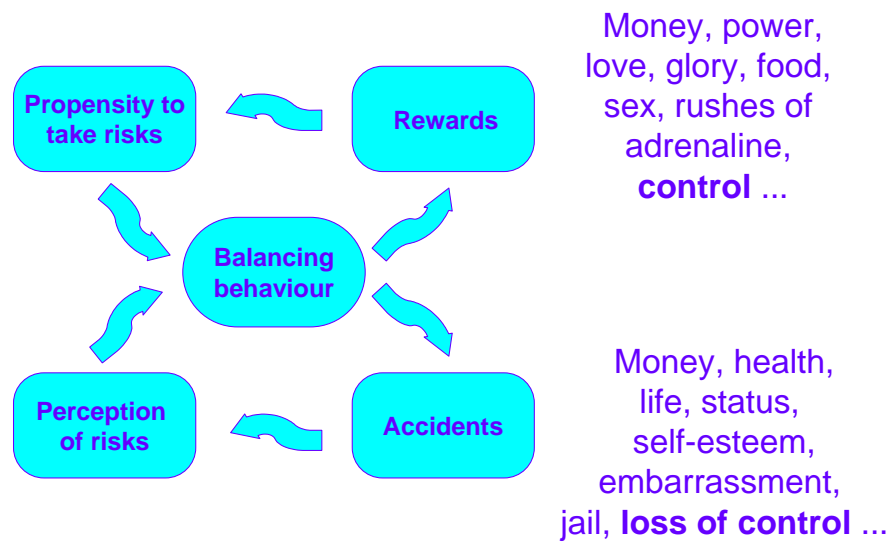 Money, power,
love, glory, food,
sex, rushes of
adrenaline,
control ...
Propensity to
take risks
Rewards
Balancing
behaviour
Perception
of risks
Accidents
Money, health,
life, status,
self-esteem,
embarrassment,
jail, loss of control ...